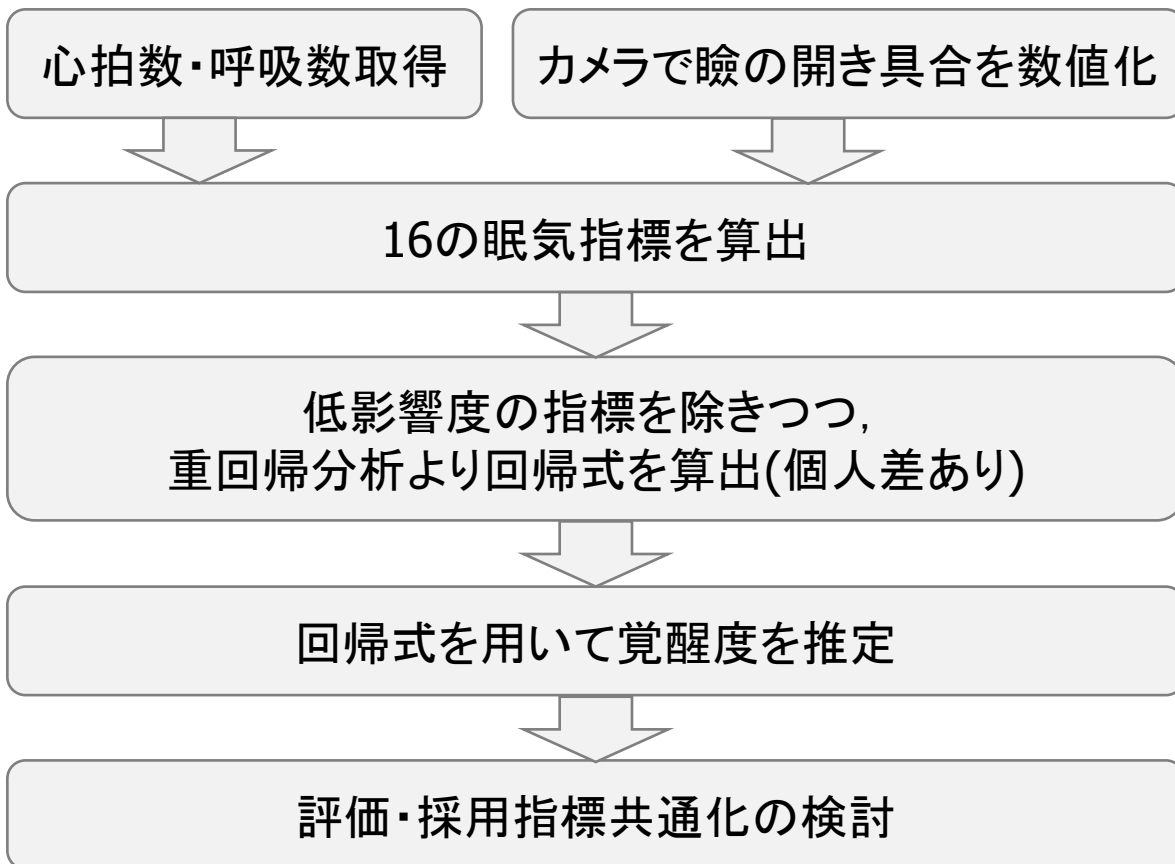 心拍数・呼吸数取得
カメラで瞼の開き具合を数値化
16の眠気指標を算出
低影響度の指標を除きつつ,
重回帰分析より回帰式を算出(個人差あり)
回帰式を用いて覚醒度を推定
評価・採用指標共通化の検討